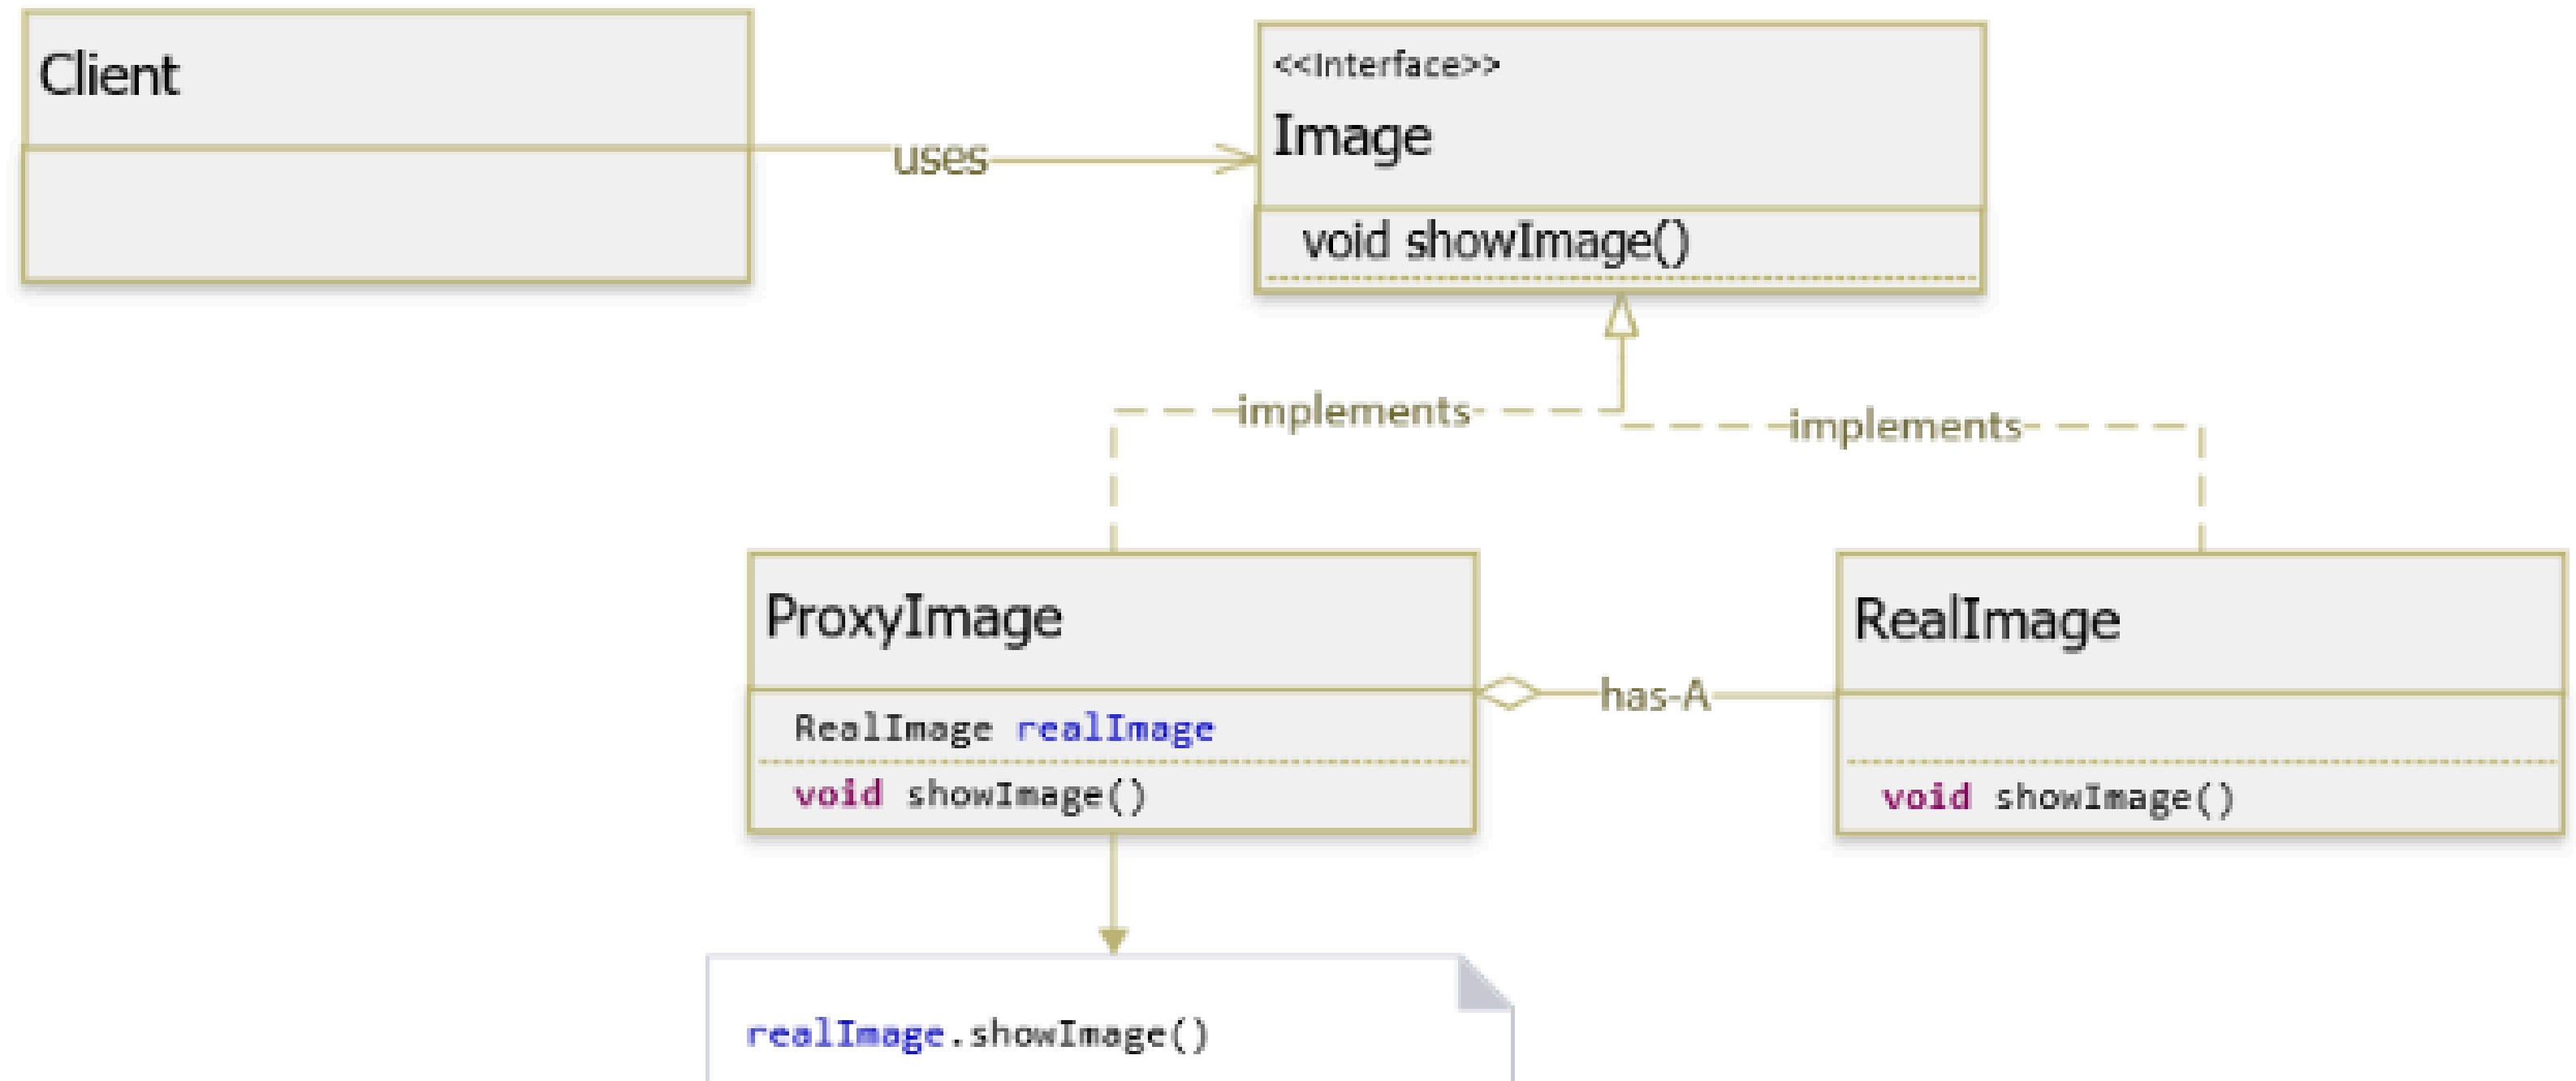 Client
<<Interface>>
Image
uses
void showImage()
implements
implements
ProxyImage
RealImage
has-A
RealImage realImage
void showImage()
void showImage()
realImage.showImage()